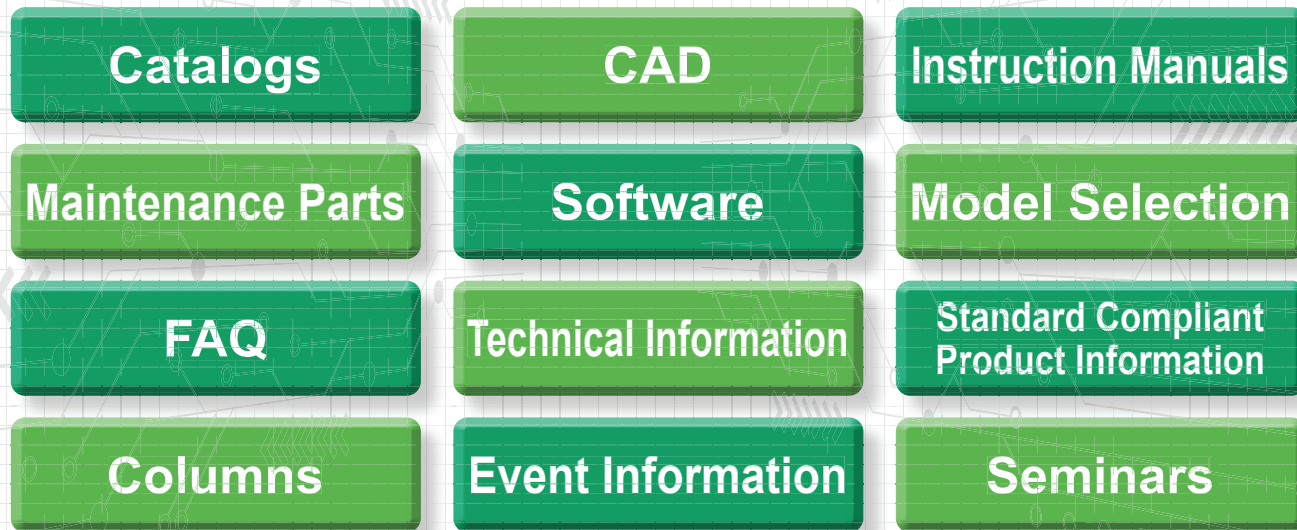 Catalogs
CAD
Instruction Manuals
Maintenance Parts
Software
Model Selection
FAQ
Technical Information
Standard Compliant
Product Information
Columns
Event Information
Seminars